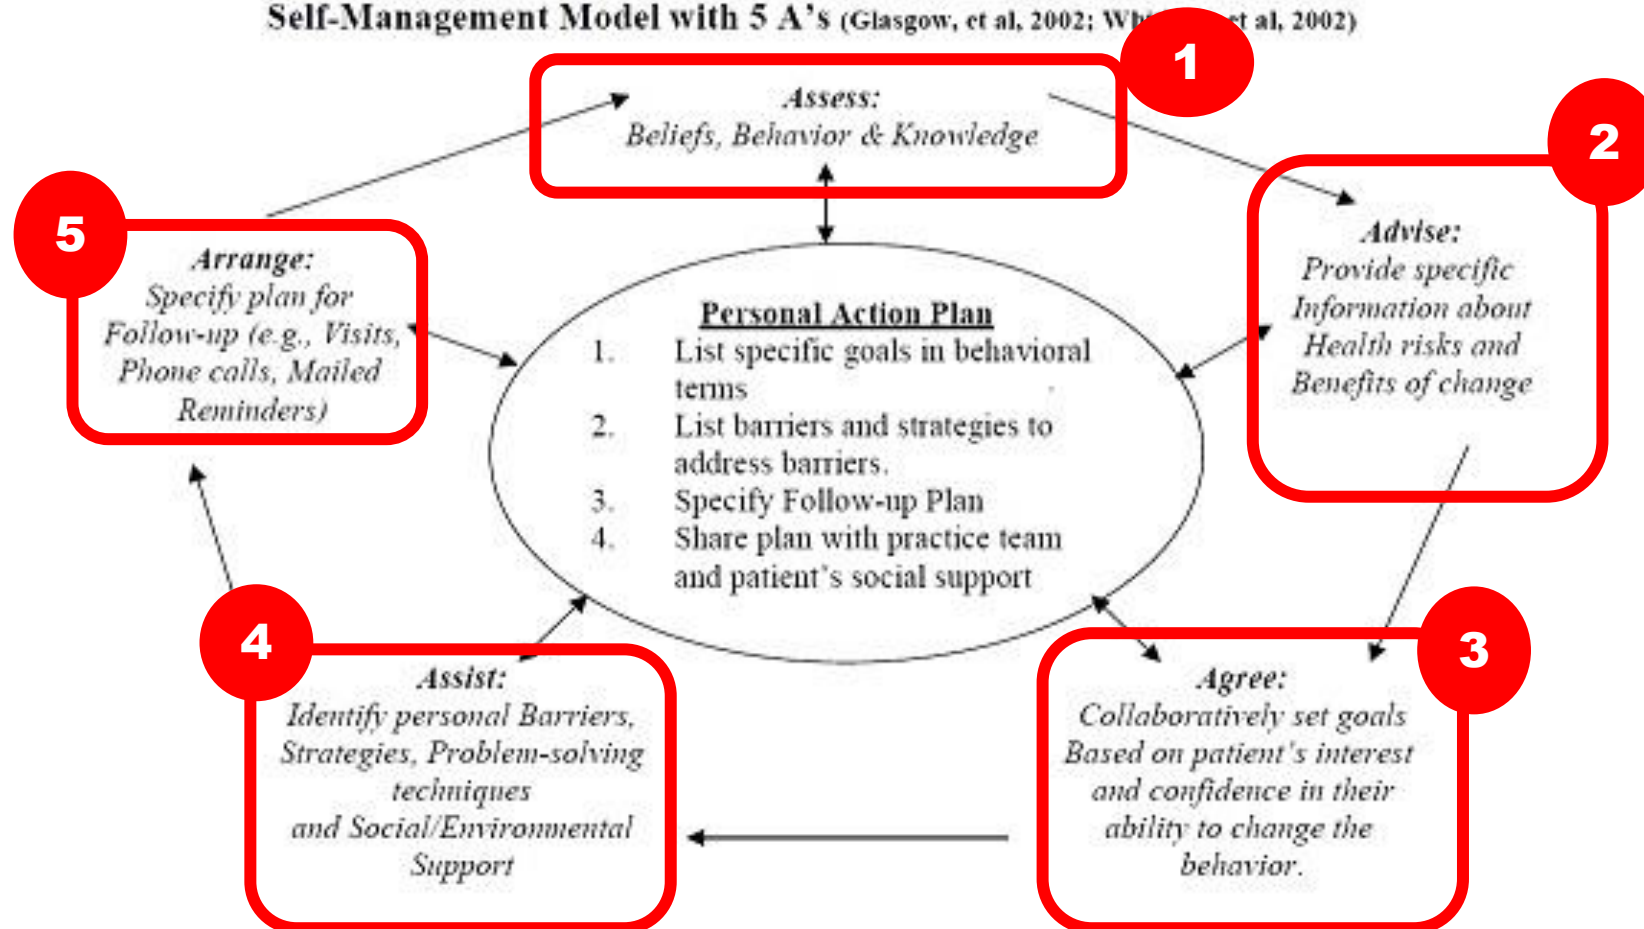 Self-Management Model with 5 A's (Glasgow, et al, 2002; et al, 2002)
1
Assess:
Beliefs, Behavior & Knowledge
2
Advise:
Provide specific
Information about
Health risks and
Benefits of change
3
Agree:
Collaboratively set goals
Based on patient's interest
and confidence in their
ability to change the
behavior.
4
Assist:
Identify personal Barriers,
Strategies, Problem-solving
techniques
and Social/Environmental
Support
5
Arrange:
Specify plan for
Follow-up (e.g., Visits,
Phone calls, Mailed
Reminders)
Personal Action Plan
1. List specific goals in behavioral
terms
2. List barriers and strategies to
address barriers.
3. Specify Follow-up Plan
4. Share plan with practice team
and patient's social support